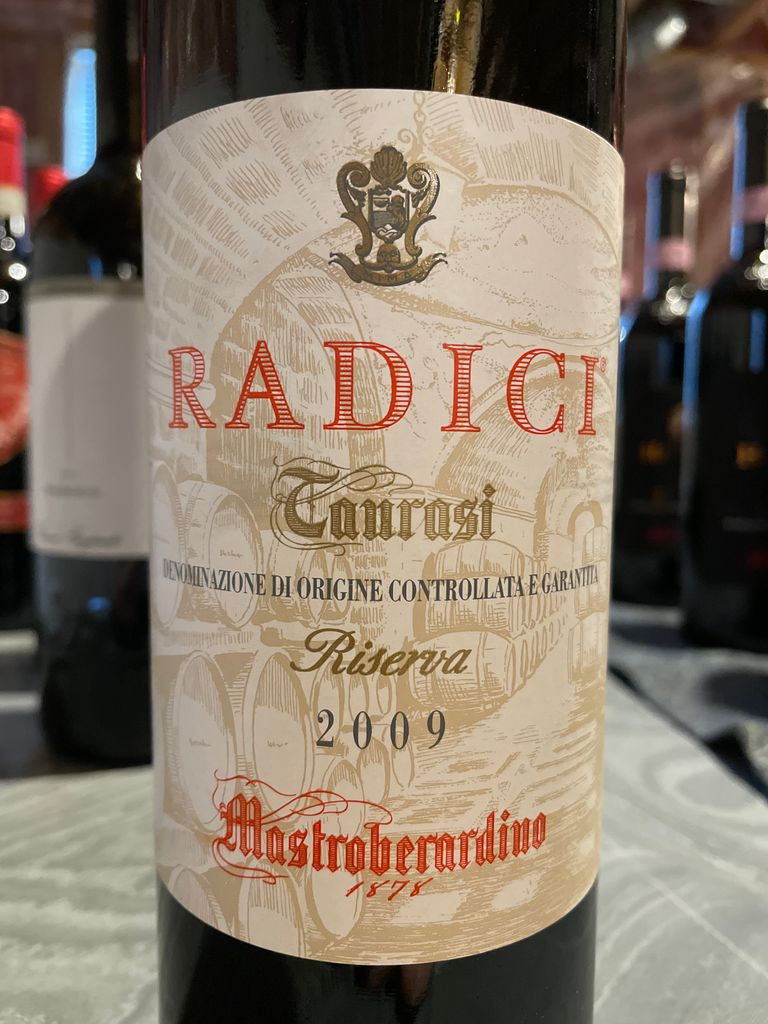 RADICI®
Taurasi
DENOMINAZIONE DI ORIGINE CONTROLLATA E GARANTITA
Riserva
2009
Mastroberardino
1878